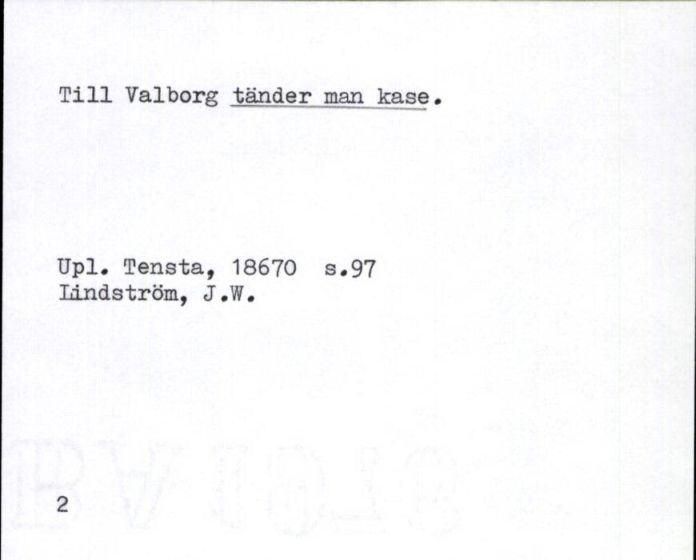 Till Valborg tänder man kase.
Upl. Tensta, 18670 s.97
Lindström, J.W.
2